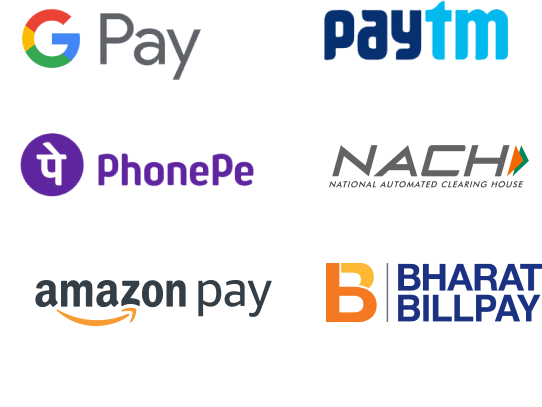 G Pay
paytm
पे PhonePe
NACH
NATIONAL AUTOMATED CLEARING HOUSE
amazon pay
B BHARAT
BILLPAY